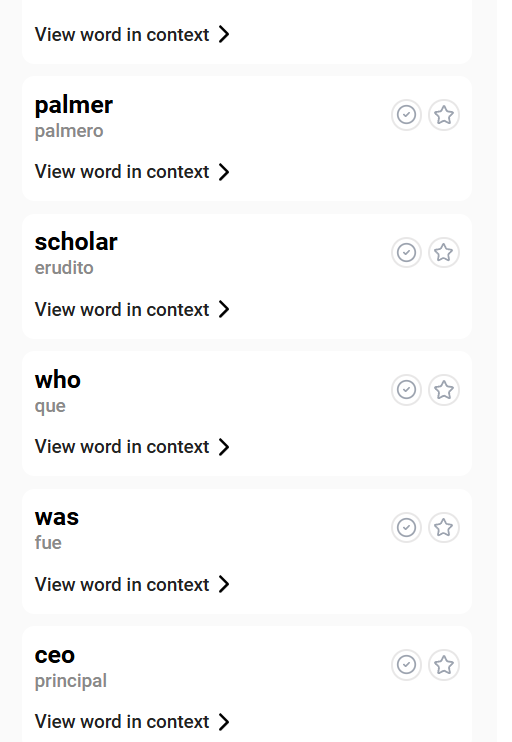 View word in context
palmer
palmero
View word in context
scholar
erudito
View word in context
who
que
View word in context
was
fue
View word in context
ceo
principal
View word in context